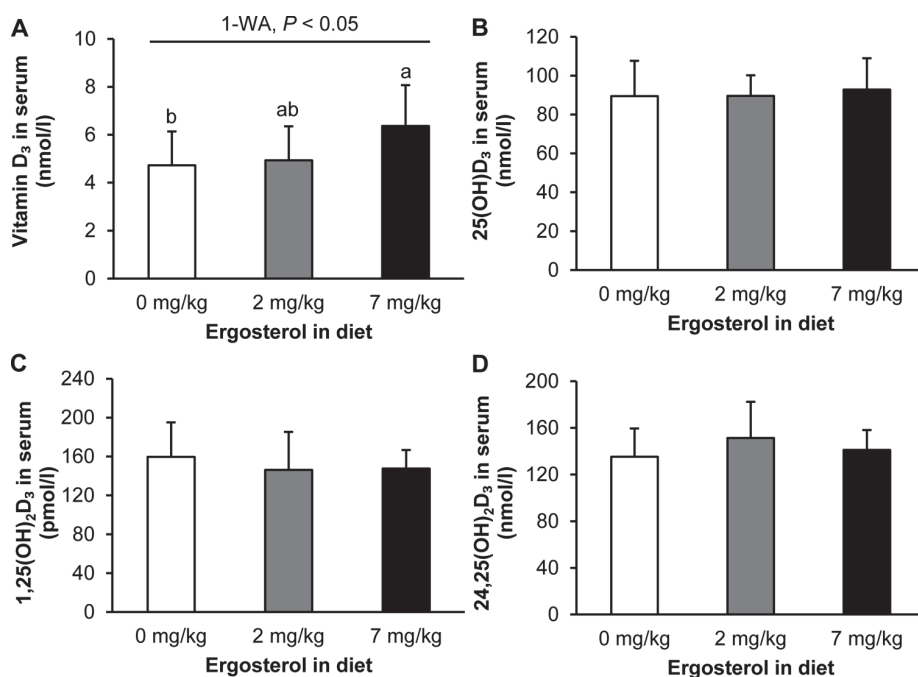 A
1-WA, P < 0.05
Vitamin D₃ in serum
(nmol/l)
10
8
6
4
2
0
b
ab
a
0 mg/kg
2 mg/kg
7 mg/kg
Ergosterol in diet
B
25(OH)D₃ in serum
(nmol/l)
120
100
80
60
40
20
0
0 mg/kg
2 mg/kg
7 mg/kg
Ergosterol in diet
C
1,25(OH)₂D₃ in serum
(pmol/l)
240
200
160
120
80
40
0
0 mg/kg
2 mg/kg
7 mg/kg
Ergosterol in diet
D
24,25(OH)₂D₃ in serum
(nmol/l)
200
160
120
80
40
0
0 mg/kg
2 mg/kg
7 mg/kg
Ergosterol in diet